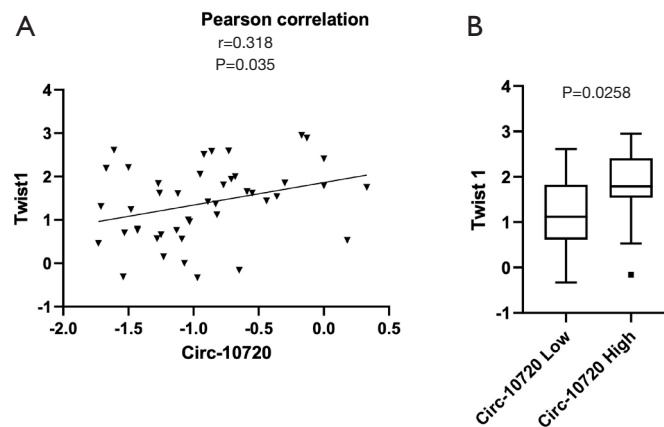 A
Pearson correlation
r=0.318
P=0.035
Twist1
4
3
2
1
0
-1
-2.0 -1.5 -1.0 -0.5 0.0 0.5
Circ-10720
B
P=0.0258
Twist 1
4
3
2
1
0
-1
Circ-10720 Low
Circ-10720 High